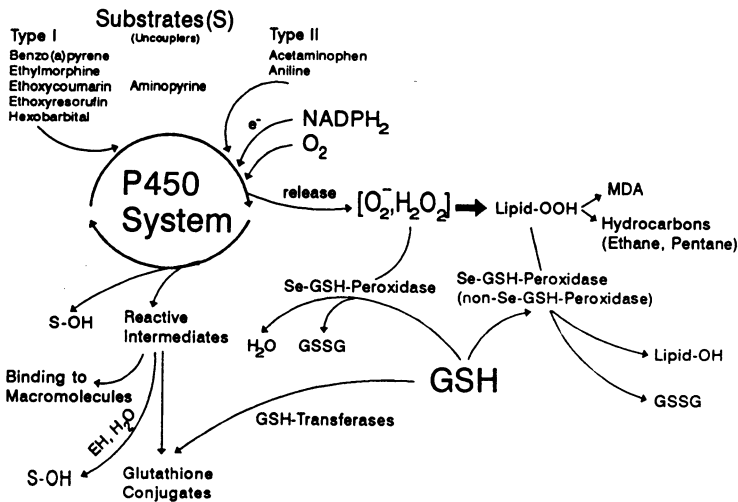 Substrates(S)
(Uncouplers)
Type I
Benzo(a)pyrene
Ethylmorphine
Ethoxycoumarin
Ethoxyresorufin
Hexobarbital
Aminopyrine
Type II
Acetaminophen
Aniline
e-
NADPH2
O2
P450
System
release
[O2-,H2O2]
Lipid-OOH
MDA
Hydrocarbons
(Ethane, Pentane)
Se-GSH-Peroxidase
Se-GSH-Peroxidase
(non-Se-GSH-Peroxidase)
S-OH
Reactive
Intermediates
H2O
GSSG
GSH
Lipid-OH
GSSG
Binding to
Macromolecules
GSH-Transferases
EH, H2O
S-OH
Glutathione
Conjugates